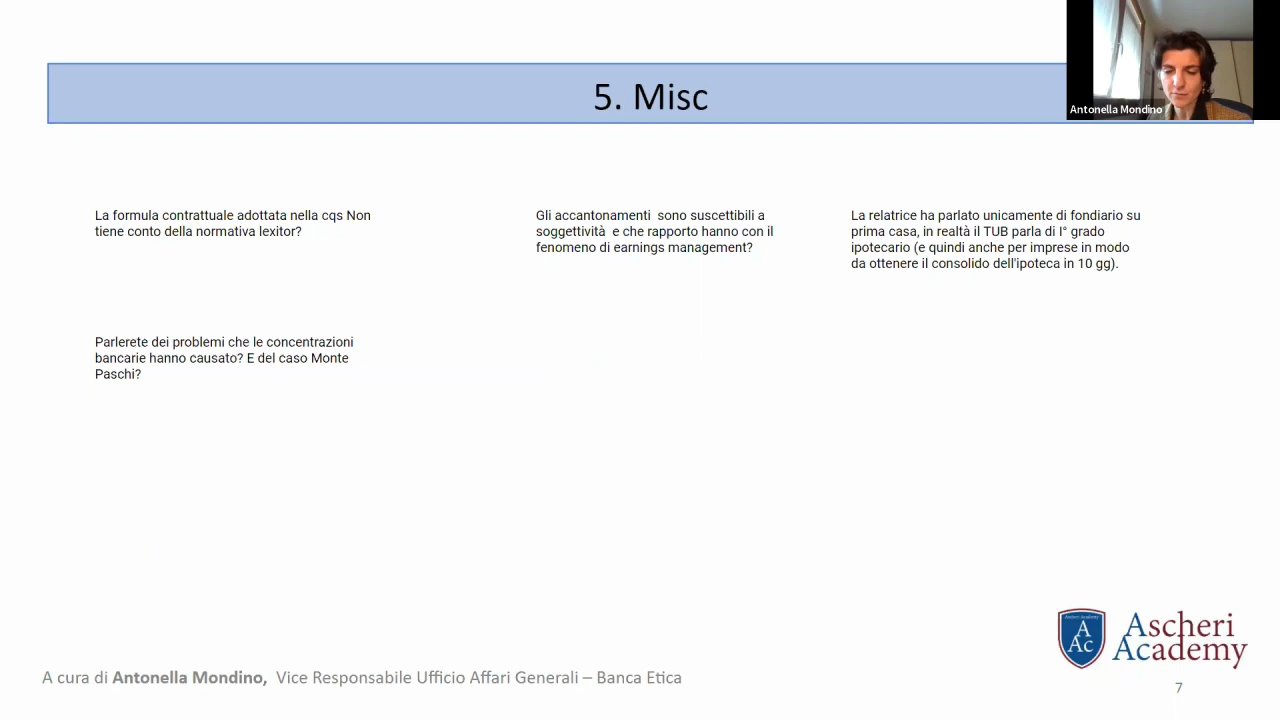 5. Misc
Antonella Mondino
La formula contrattuale adottata nella cqs Non
tiene conto della normativa lexitor?
Gli accantonamenti  sono suscettibili a
soggettività  e che rapporto hanno con il
fenomeno di earnings management?
La relatrice ha parlato unicamente di fondiario su
prima casa, in realtà il TUB parla di I° grado
ipotecario (e quindi anche per imprese in modo
da ottenere il consolido dell'ipoteca in 10 gg).
Parlerete dei problemi che le concentrazioni
bancarie hanno causato? E del caso Monte
Paschi?
A
Ac
Ascheri
Academy
A cura di Antonella Mondino,  Vice Responsabile Ufficio Affari Generali – Banca Etica
7